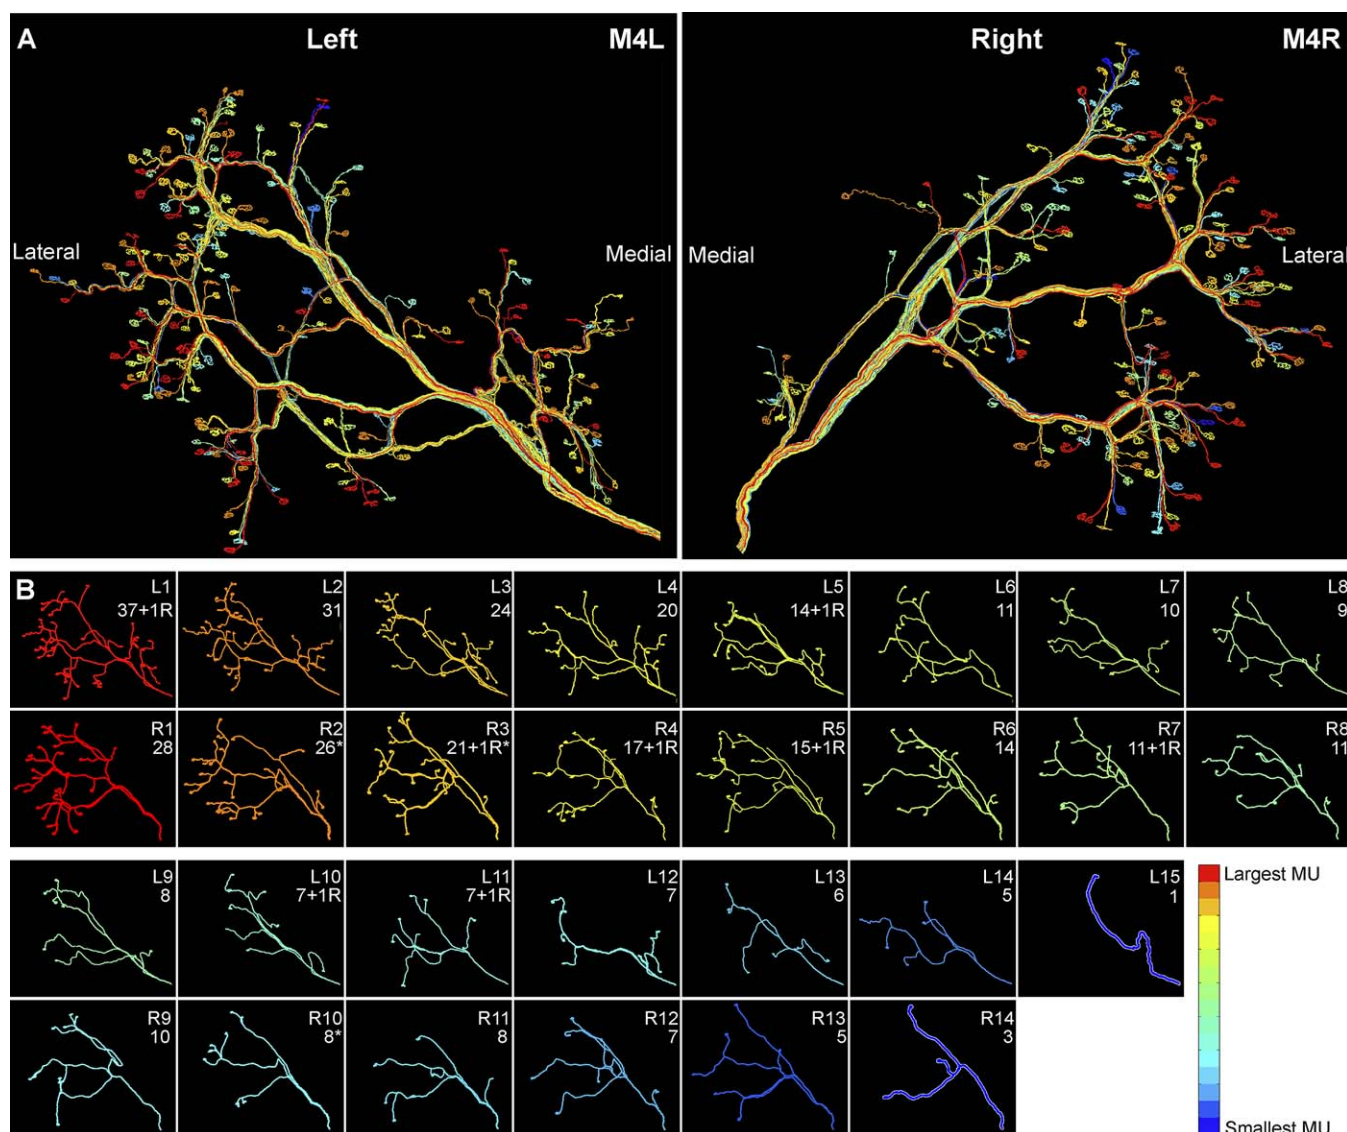 A
Left
M4L
Right
M4R
Lateral
Medial
Medial
Lateral
B
L1
37+1R
L2
31
L3
24
L4
20
L5
14+1R
L6
11
L7
10
L8
9
R1
28
R2
26*
R3
21+1R*
R4
17+1R
R5
15+1R
R6
14
R7
11+1R
R8
11
L9
8
L10
7+1R
L11
7+1R
L12
7
L13
6
L14
5
L15
1
Largest MU
R9
10
R10
8*
R11
8
R12
7
R13
5
R14
3
Smallest MU